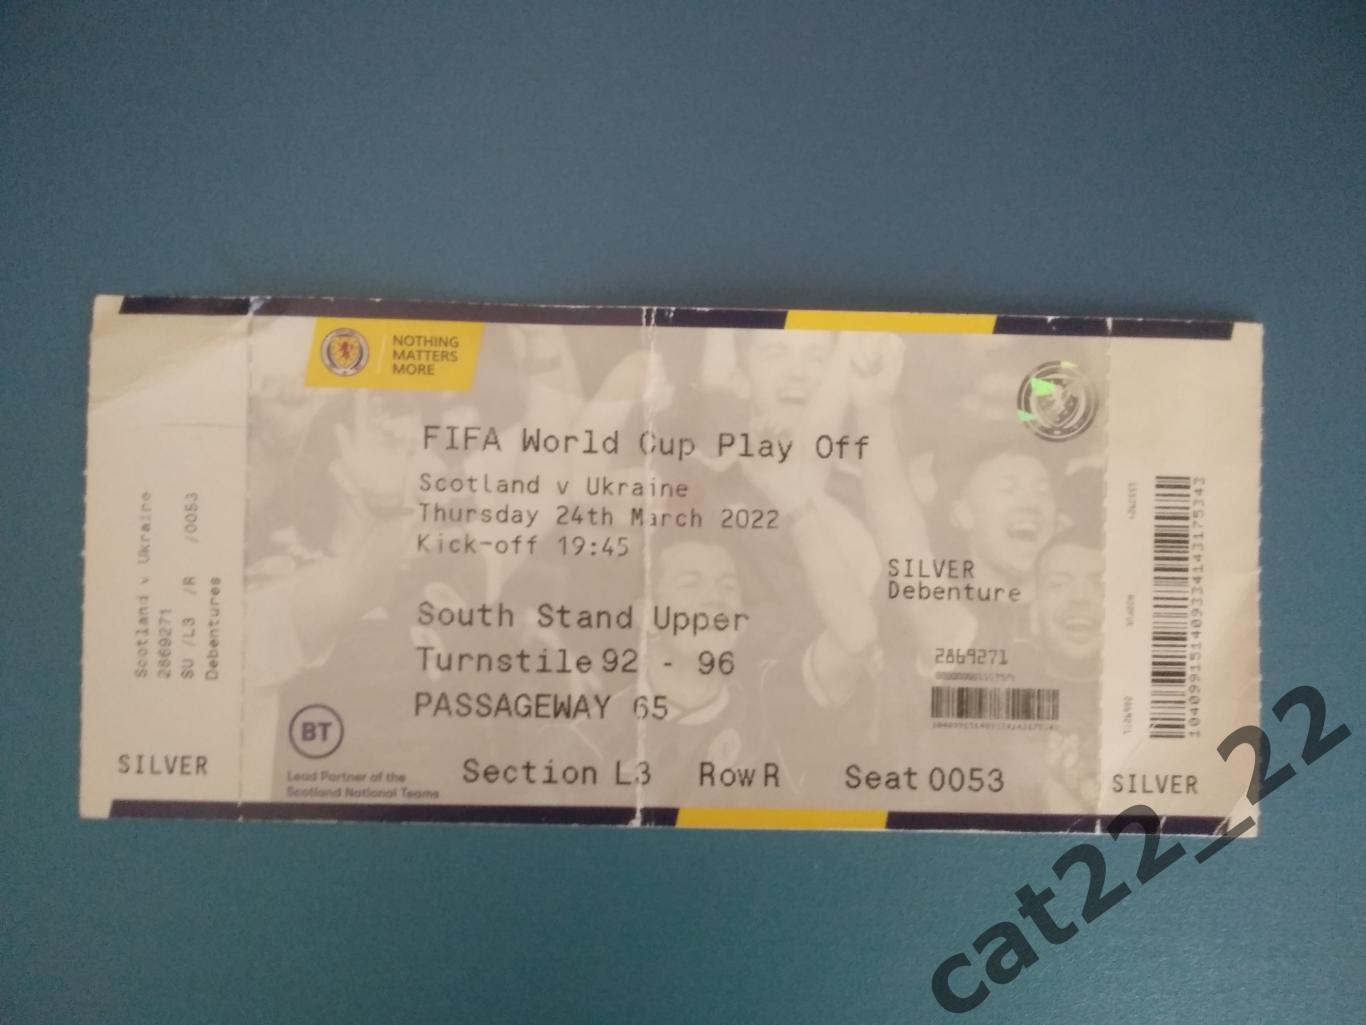 NOTHING
MATTERS
MORE
FIFA World Cup Play Off
Scotland v Ukraine
Thursday 24th March 2022
Kick-off 19:45
SILVER
Debenture
South Stand Upper
Turnstile 92 - 96
PASSAGEWAY 65
2869271
BT
Lead Partner of the
Scotland National Teams
Section L3 Row R Seat 0053
Scotland v Ukraine
2869271
SU /L3 /R /0053
Debentures
SILVER
104099151409334143175343
2869271
SILVER
cat22_22